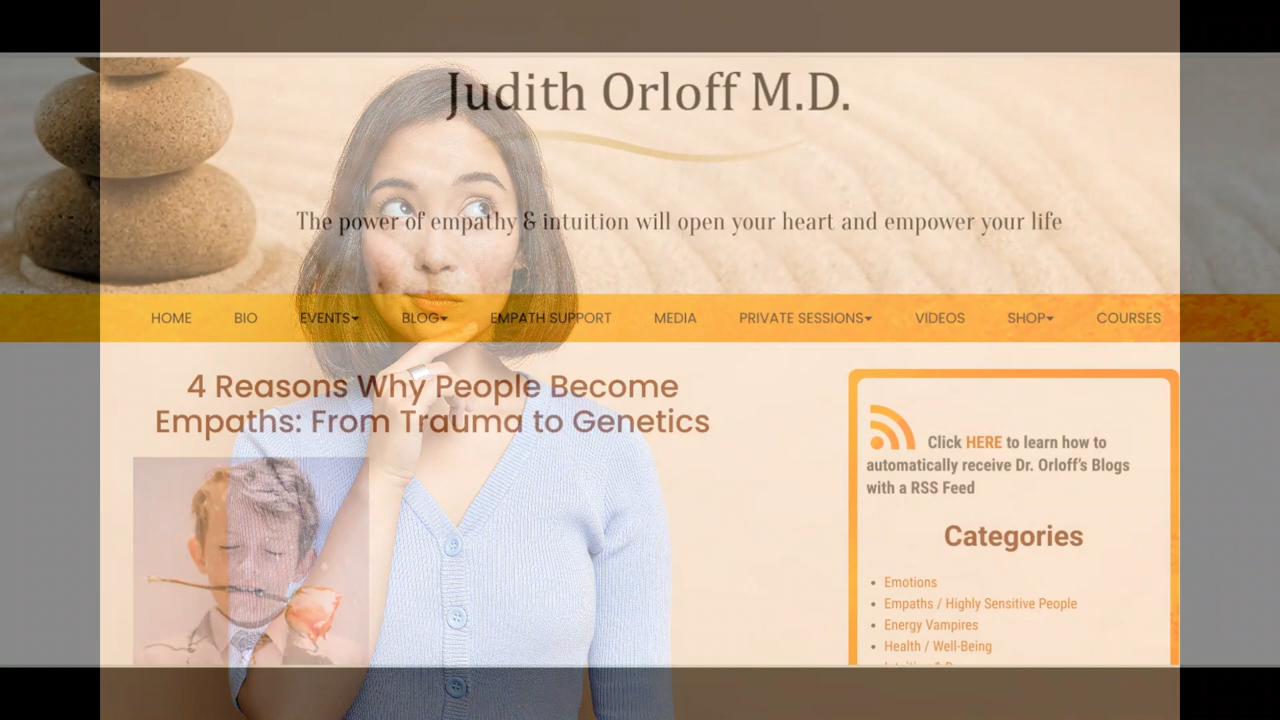 Judith Orloff M.D.
The power of empathy & intuition will open your heart and empower your life
HOME BIO EVENTS BLOG EMPATH SUPPORT MEDIA PRIVATE SESSIONS VIDEOS SHOP COURSES
4 Reasons Why People Become
Empaths: From Trauma to Genetics
Click HERE to learn how to
automatically receive Dr. Orloff's Blogs
with a RSS Feed
Categories
Emotions
Empaths / Highly Sensitive People
Energy Vampires
Health / Well-Being